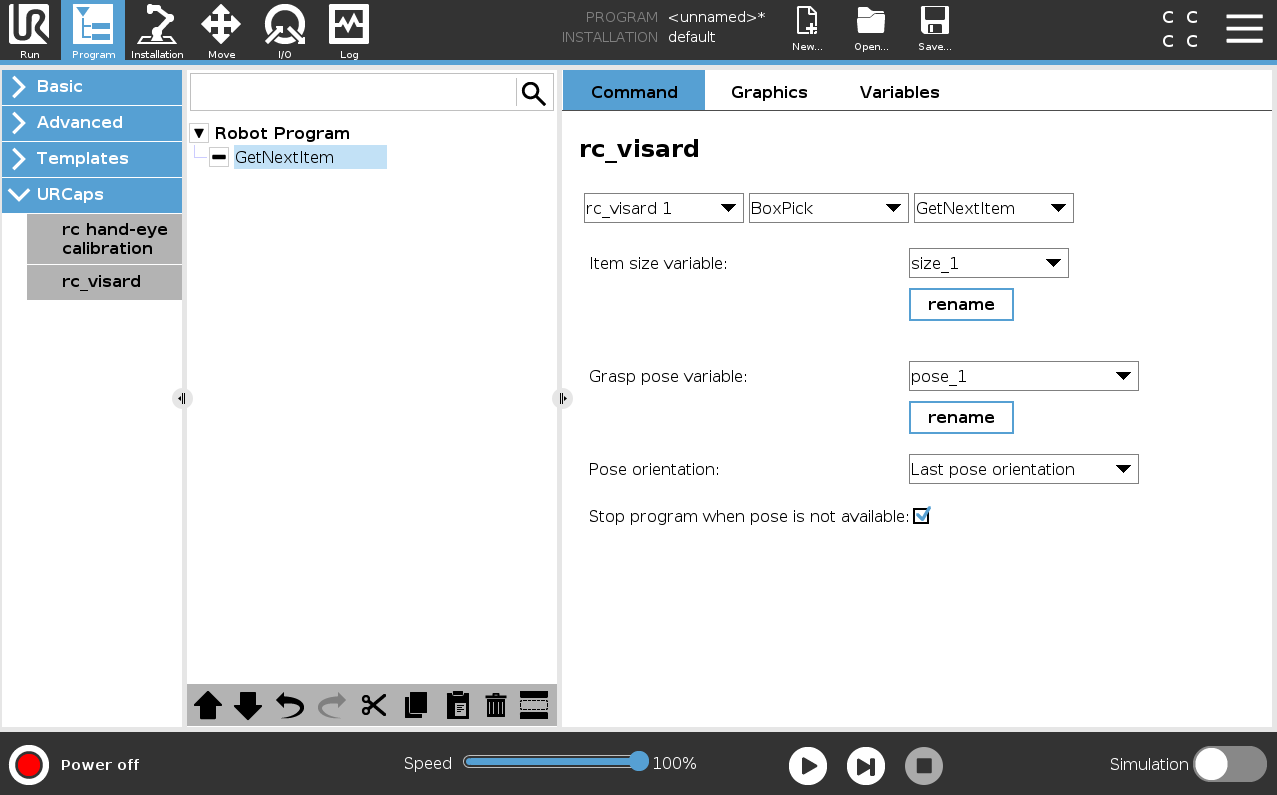 UR
Run
Program
Installation
Move
I/O
Log
PROGRAM <unnamed>*
INSTALLATION default
New...
Open...
Save...
C C
C C
Basic
Advanced
Templates
URCaps
rc hand-eye
calibration
rc_visard
Robot Program
GetNextItem
Command Graphics Variables
rc_visard
rc_visard 1 BoxPick GetNextItem
Item size variable: size_1
rename
Grasp pose variable: pose_1
rename
Pose orientation: Last pose orientation
Stop program when pose is not available:
Power off
Speed 100%
Simulation